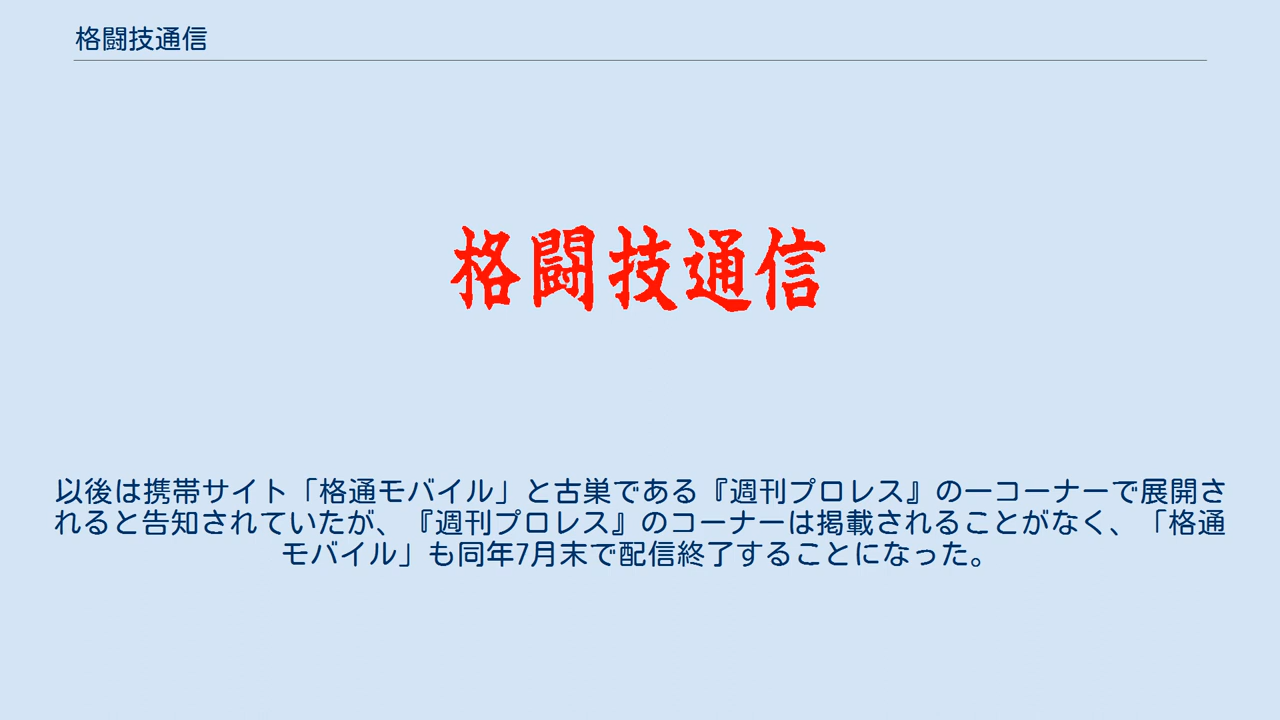 格闘技通信
格闘技通信
以後は携帯サイト「格通モバイル」と古巣である『週刊プロレス』の一コーナーで展開さ
れると告知されていたが、『週刊プロレス』のコーナーは掲載されることがなく、「格通
モバイル」も同年7月末で配信終了することになった。